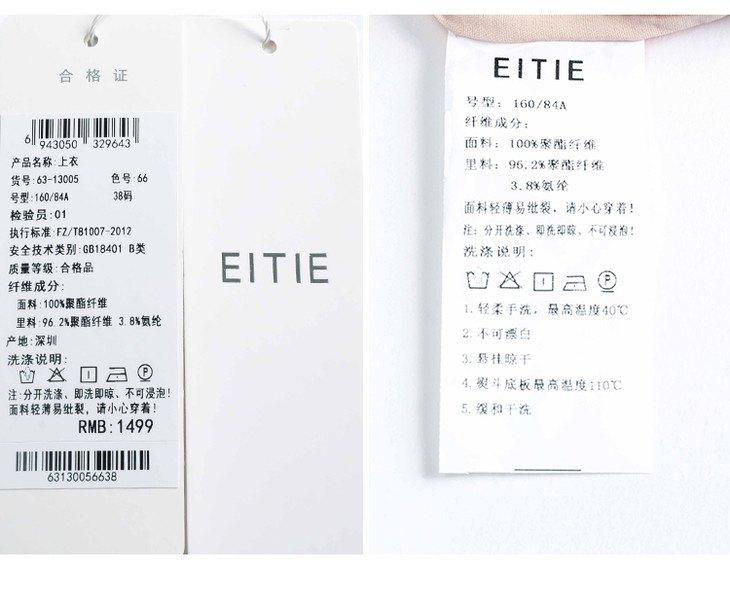 合格证
6 943050 329643
产品名称:上衣
货号:63-13005 色号:66
号型:160/84A 38码
检验员:01
执行标准:FZ/T81007-2012
安全技术类别:GB18401 B类
质量等级:合格品
纤维成分:
面料:100%聚酯纤维
里料:96.2%聚酯纤维 3.8%氨纶
产地:深圳
洗涤说明:
注:分开洗涤、即洗即晾、不可浸泡!
面料轻薄易纰裂,请小心穿着!
RMB:1499
63130056638
EITIE
EITIE
号型: 160/84A
纤维成分:
面料: 100%聚酯纤维
里料: 96.2%聚酯纤维
3.8%氨纶
面料轻薄易纰裂,请小心穿着!
注:分开洗涤、即洗即晾、不可浸泡!
洗涤说明:
1.轻柔手洗,最高温度40℃
2.不可漂白
3.悬挂晾干
4.熨斗底板最高温度110℃
5.缓和干洗